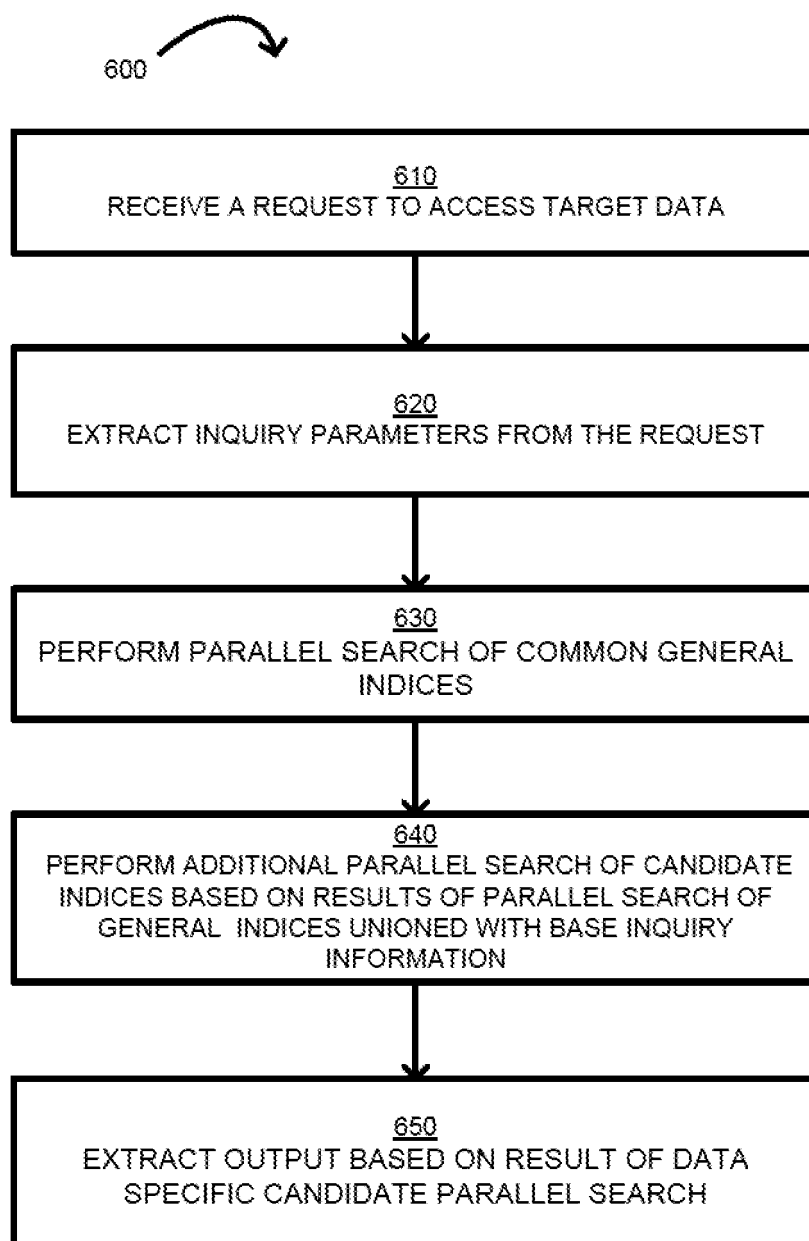 600
610
RECEIVE A REQUEST TO ACCESS TARGET DATA
620
EXTRACT INQUIRY PARAMETERS FROM THE REQUEST
630
PERFORM PARALLEL SEARCH OF COMMON GENERAL
INDICES
640
PERFORM ADDITIONAL PARALLEL SEARCH OF CANDIDATE
INDICES BASED ON RESULTS OF PARALLEL SEARCH OF
GENERAL INDICES UNIONED WITH BASE INQUIRY
INFORMATION
650
EXTRACT OUTPUT BASED ON RESULT OF DATA
SPECIFIC CANDIDATE PARALLEL SEARCH